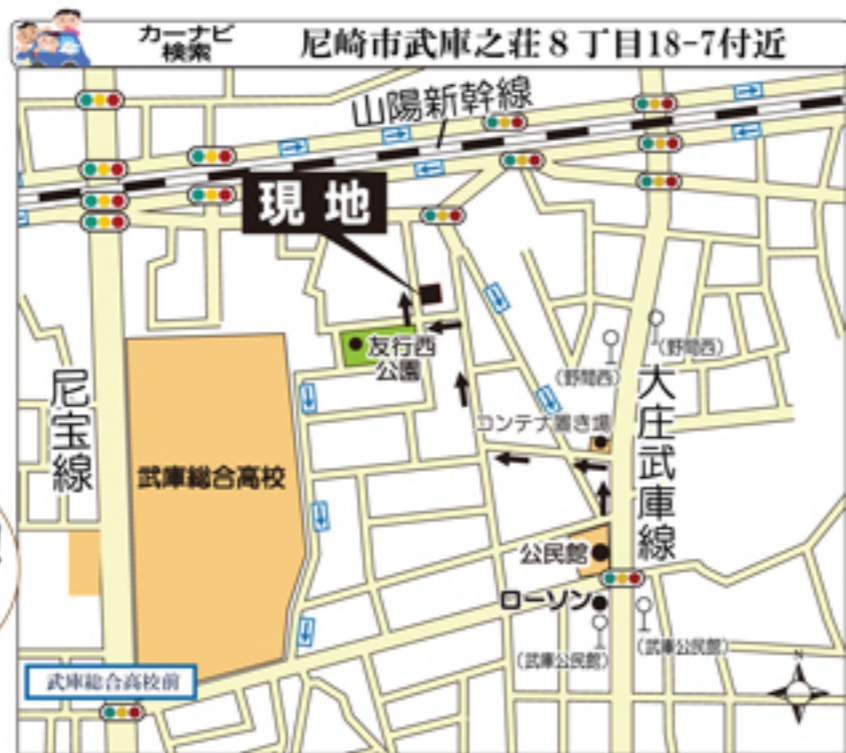 カーナビ
検索
尼崎市武庫之荘8丁目18-7付近
山陽新幹線
現地
友行西
公園
(野間西)
(野間西)
尼宝線
大庄武庫線
コンテナ置き場
武庫総合高校
公民館
ローソン
(武庫公民館)
(武庫公民館)
武庫総合高校前
N